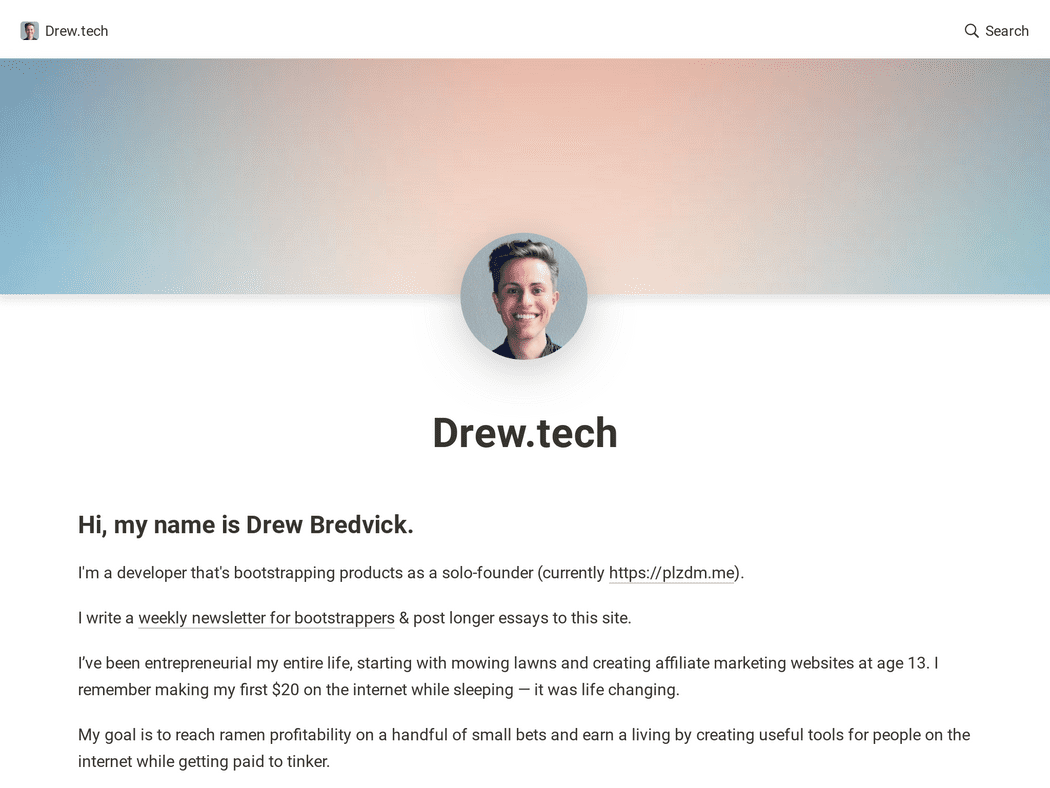 Drew.tech
Search
Drew.tech
Hi, my name is Drew Bredvick.
I'm a developer that's bootstrapping products as a solo-founder (currently https://plzdm.me).
I write a weekly newsletter for bootstrappers & post longer essays to this site.
I’ve been entrepreneurial my entire life, starting with mowing lawns and creating affiliate marketing websites at age 13. I
remember making my first $20 on the internet while sleeping — it was life changing.
My goal is to reach ramen profitability on a handful of small bets and earn a living by creating useful tools for people on the
internet while getting paid to tinker.